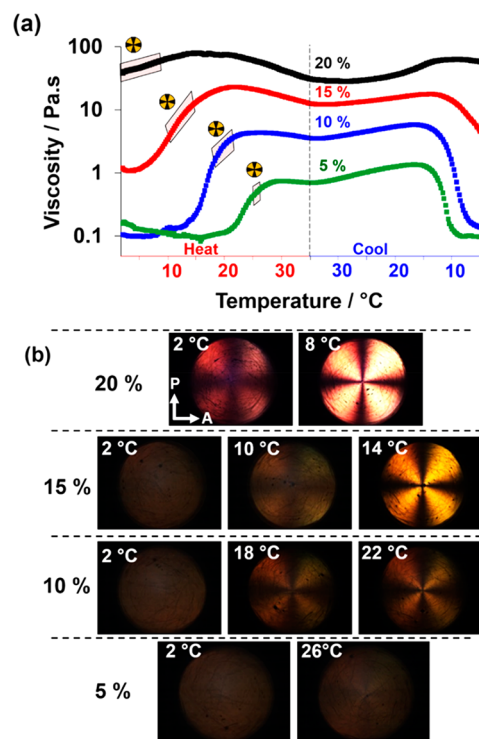 (a)
Viscosity / Pa.s
100
10
1
0.1
20 %
15 %
10 %
5 %
Heat
Cool
10
20
30
30
20
10
Temperature / °C
(b)
20 %
2 °C
8 °C
P
A
15 %
2 °C
10 °C
14 °C
10 %
2 °C
18 °C
22 °C
5 %
2 °C
26°C